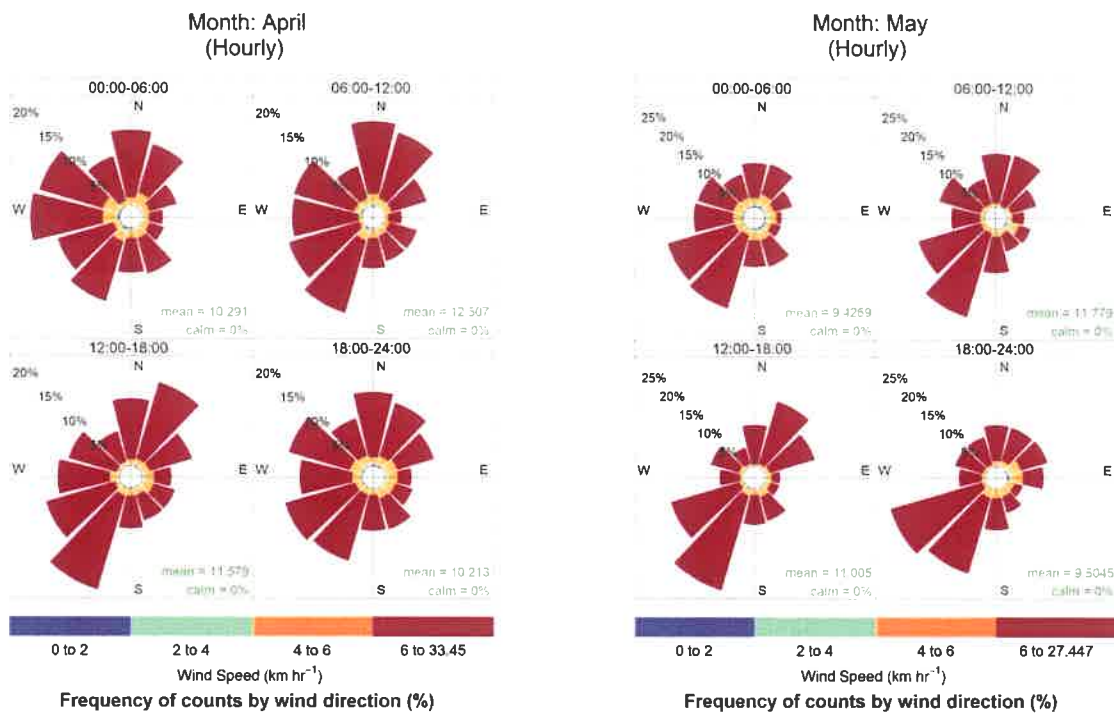 Month: April
(Hourly)
00:00-06:00
06:00-12:00
N
20%
15%
10%
5%
W
E
S
mean = 10.291
calm = 0%
N
20%
15%
10%
W
E
S
mean = 12.507
calm = 0%
12:00-18:00
18:00-24:00
N
20%
15%
10%
5%
W
E
S
mean = 11.579
calm = 0%
N
20%
15%
10%
W
E
S
mean = 10.213
calm = 0%
0 to 2
2 to 4
4 to 6
6 to 33.45
Wind Speed (km hr⁻¹)
Frequency of counts by wind direction (%)
Month: May
(Hourly)
00:00-06:00
06:00-12:00
N
25%
20%
15%
10%
5%
W
E
S
mean = 9.4269
calm = 0%
N
25%
20%
15%
10%
5%
W
E
S
mean = 11.779
calm = 0%
12:00-18:00
18:00-24:00
N
25%
20%
15%
10%
5%
W
E
S
mean = 11.005
calm = 0%
N
25%
20%
15%
10%
5%
W
E
S
mean = 9.5045
calm = 0%
0 to 2
2 to 4
4 to 6
6 to 27.447
Wind Speed (km hr⁻¹)
Frequency of counts by wind direction (%)